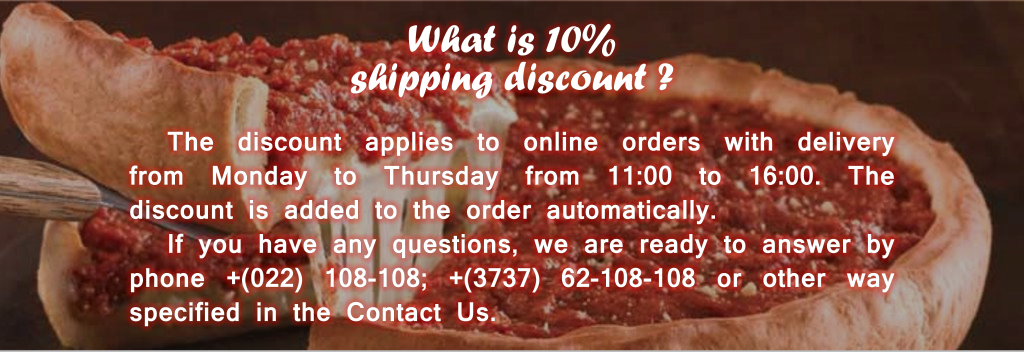 What is 10%
shipping discount ?
The discount applies to online orders with delivery
from Monday to Thursday from 11:00 to 16:00. The
discount is added to the order automatically.
If you have any questions, we are ready to answer by
phone +(022) 108-108; +(3737) 62-108-108 or other way
specified in the Contact Us.